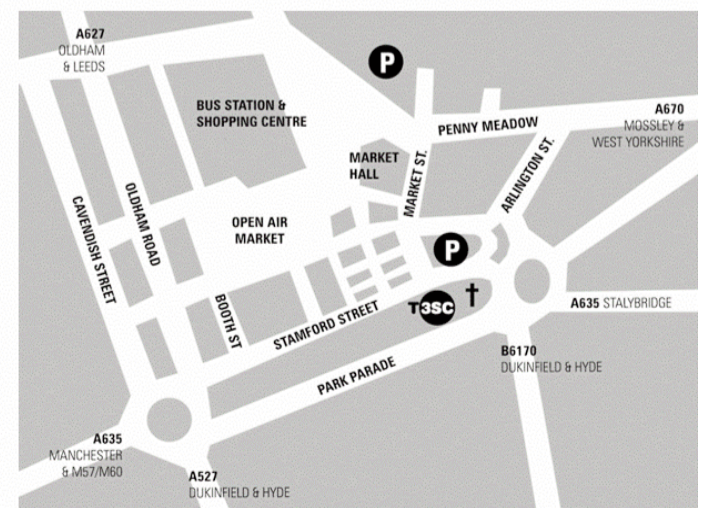 A627
OLDHAM
& LEEDS
P
BUS STATION &
SHOPPING CENTRE
A670
MOSSLEY &
WEST YORKSHIRE
PENNY MEADOW
MARKET
HALL
MARKET ST.
ARLINGTON ST.
CAVENDISH STREET
OLDHAM ROAD
OPEN AIR
MARKET
P
BOOTH ST
STAMFORD STREET
T3SC
A635 STALYBRIDGE
PARK PARADE
B6170
DUKINFIELD & HYDE
A635
MANCHESTER
& M57/M60
A527
DUKINFIELD & HYDE